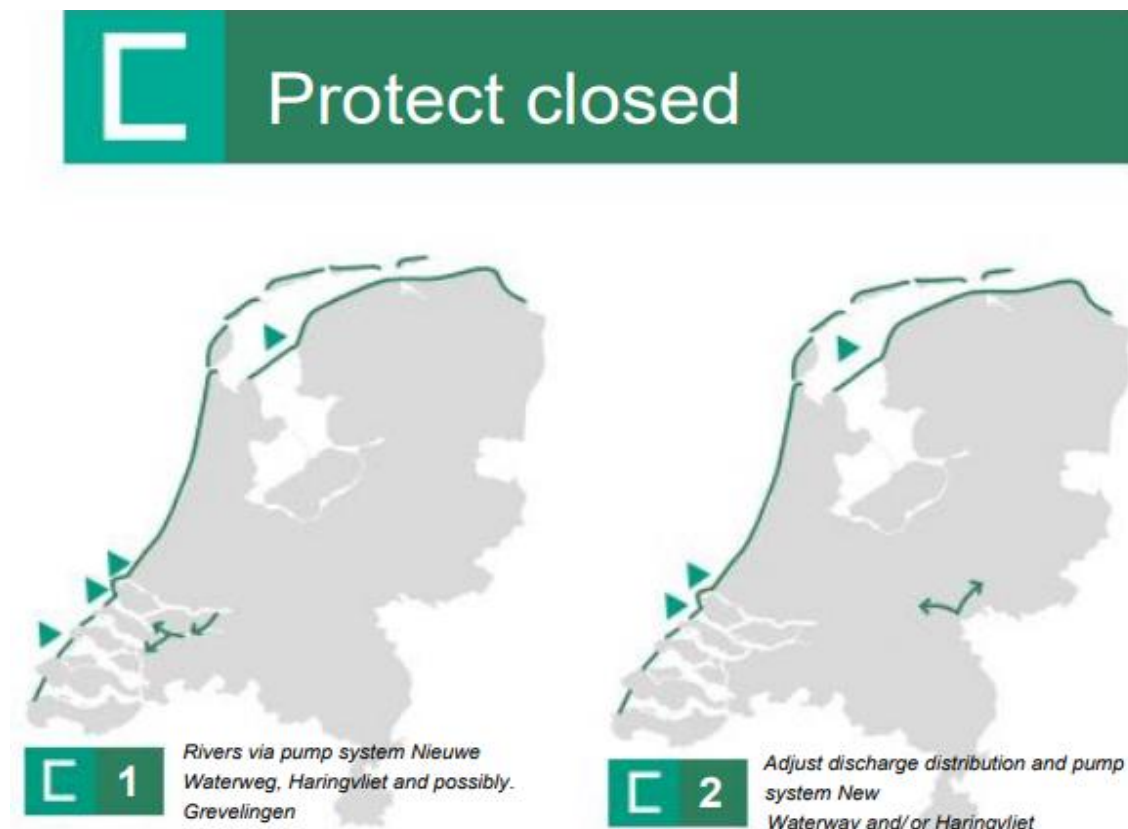 Protect closed
1
Rivers via pump system Nieuwe
Waterweg, Haringvliet and possibly.
Grevelingen
2
Adjust discharge distribution and pump
system New
Waterway and/or Haringvliet